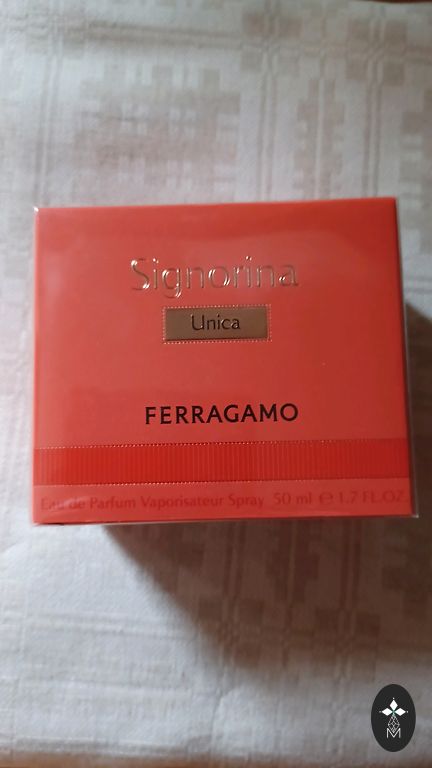 Signorina
Unica
FERRAGAMO
Eau de Parfum Vaporisateur Spray 50 ml ℮ 1.7 FL.OZ.